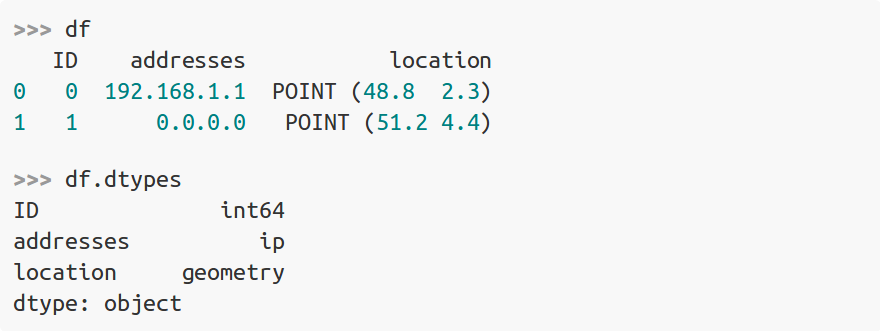 >>> df
   ID    addresses           location
0   0  192.168.1.1  POINT (48.8  2.3)
1   1      0.0.0.0   POINT (51.2 4.4)
>>> df.dtypes
ID              int64
addresses          ip
location     geometry
dtype: object